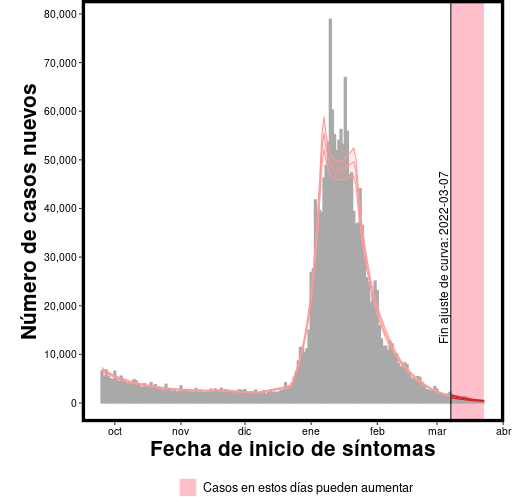 80,000
70,000
60,000
50,000
40,000
30,000
20,000
10,000
0
Número de casos nuevos
Fin ajuste de curva: 2022-03-07
oct nov dic ene feb mar abr
Fecha de inicio de síntomas
Casos en estos días pueden aumentar